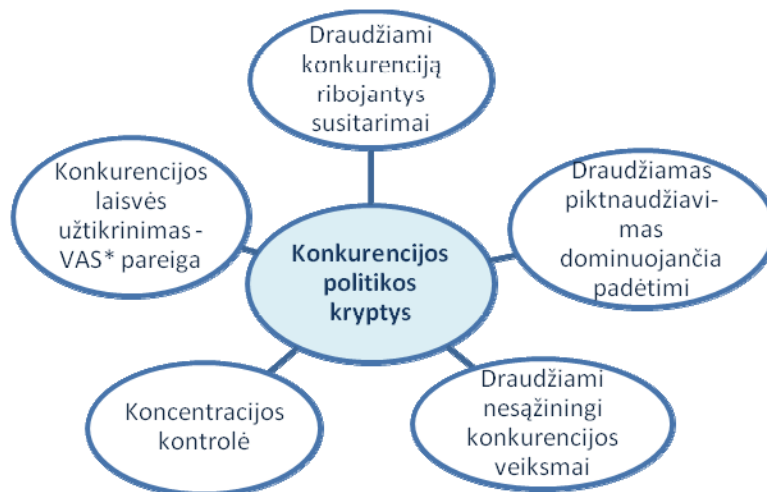 Draudžiami
konkurenciją
ribojantys
susitarimai
Konkurencijos
laisvės
užtikrinimas -
VAS* pareiga
Draudžiamas
piktnaudžiavi-
mas
dominuojančia
padėtimi
Konkurencijos
politikos
kryptys
Koncentracijos
kontrolė
Draudžiami
nesąžiningi
konkurencijos
veiksmai